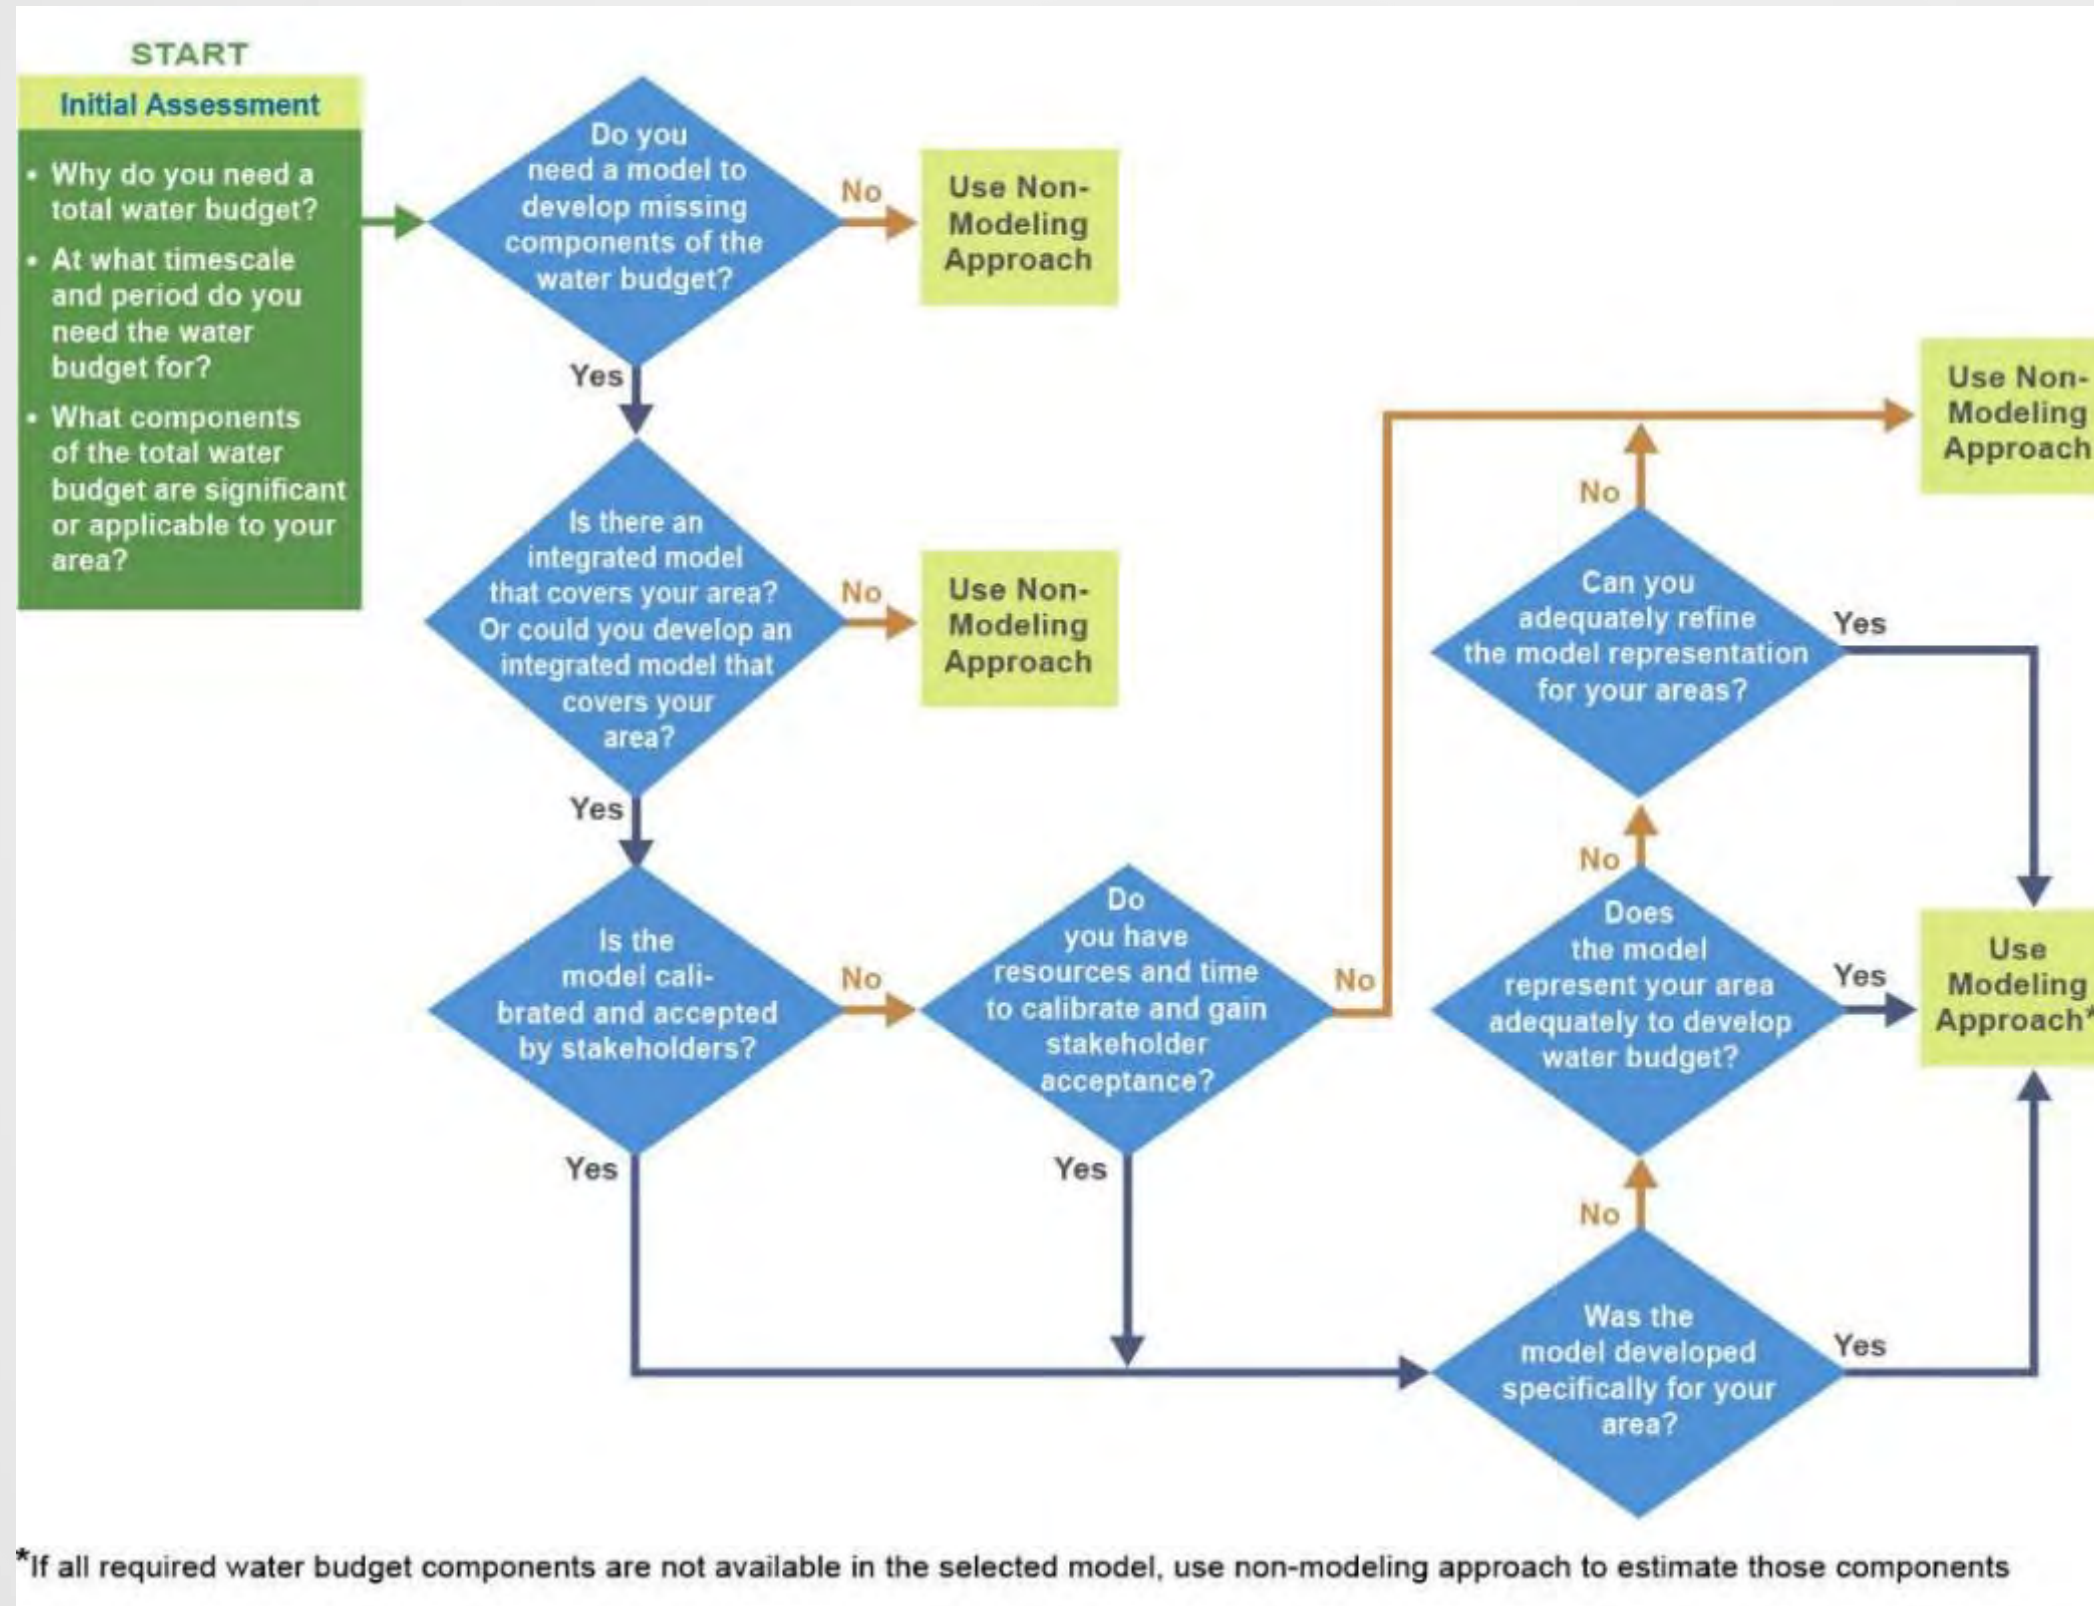 START
Initial Assessment
• Why do you need a
total water budget?
• At what timescale
and period do you
need the water
budget for?
• What components
of the total water
budget are significant
or applicable to your
area?
Do you
need a model to
develop missing
components of the
water budget?
No
Use Non-
Modeling
Approach
Yes
Is there an
integrated model
that covers your area?
Or could you develop an
integrated model that
covers your
area?
No
Use Non-
Modeling
Approach
Yes
Is the
model cali-
brated and accepted
by stakeholders?
No
Yes
Do
you have
resources and time
to calibrate and gain
stakeholder
acceptance?
No
Yes
Use Non-
Modeling
Approach
No
Can you
adequately refine
the model representation
for your areas?
Yes
No
Does
the model
represent your area
adequately to develop
water budget?
Yes
Use
Modeling
Approach*
No
Was the
model developed
specifically for your
area?
Yes
*If all required water budget components are not available in the selected model, use non-modeling approach to estimate those components